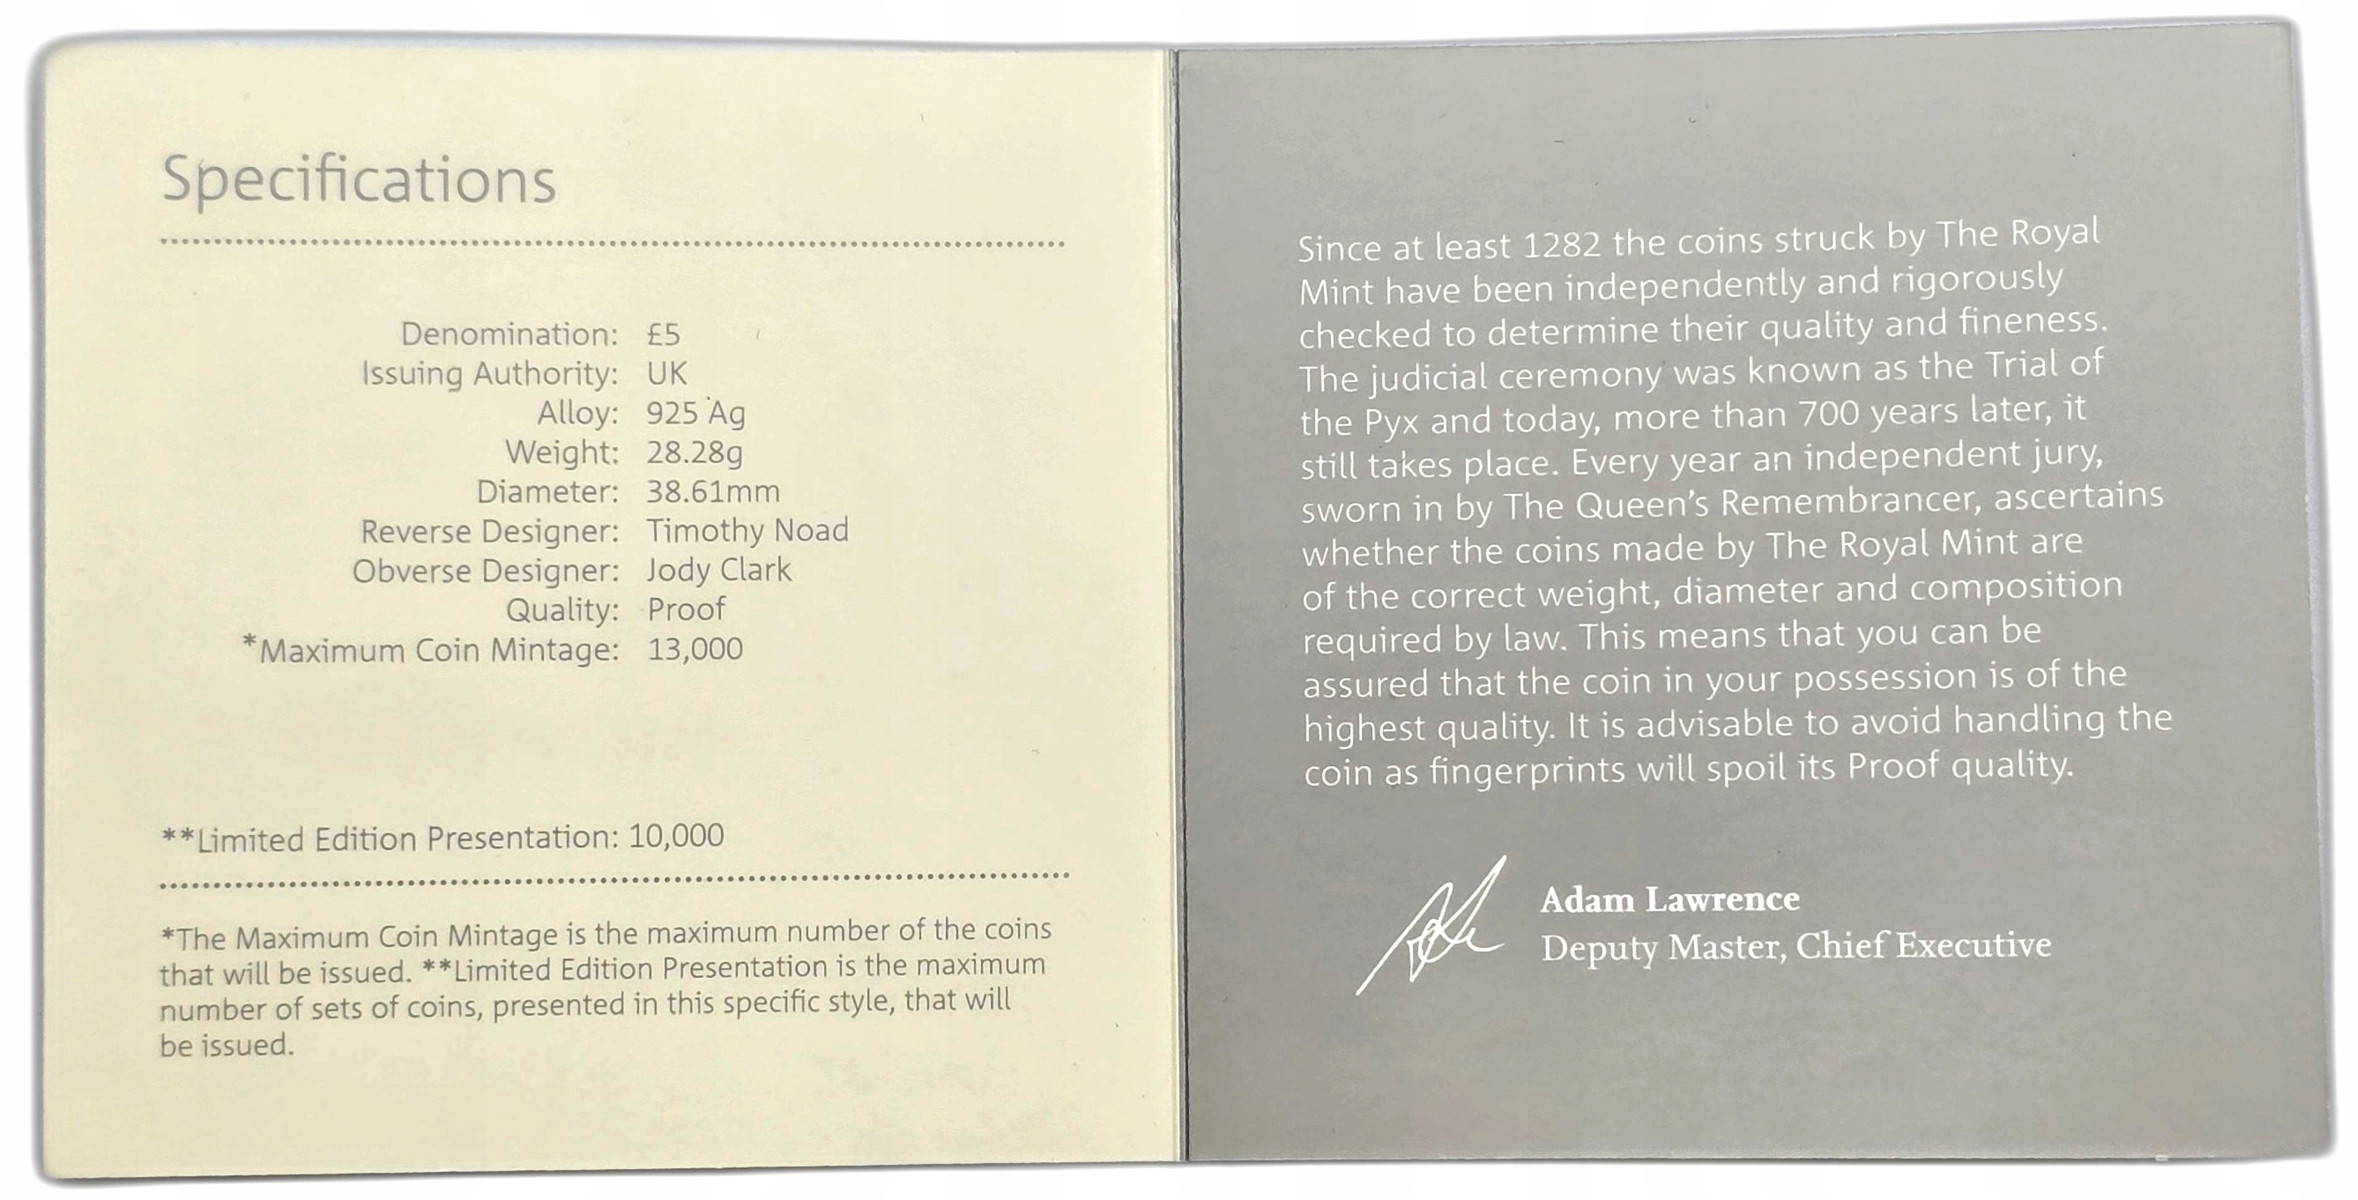 Specifications
Denomination: £5
Issuing Authority: UK
Alloy: 925 Ag
Weight: 28.28g
Diameter: 38.61mm
Reverse Designer: Timothy Noad
Obverse Designer: Jody Clark
Quality: Proof
*Maximum Coin Mintage: 13,000
**Limited Edition Presentation: 10,000
*The Maximum Coin Mintage is the maximum number of the coins
that will be issued. **Limited Edition Presentation is the maximum
number of sets of coins, presented in this specific style, that will
be issued.
Since at least 1282 the coins struck by The Royal
Mint have been independently and rigorously
checked to determine their quality and fineness.
The judicial ceremony was known as the Trial of
the Pyx and today, more than 700 years later, it
still takes place. Every year an independent jury,
sworn in by The Queen's Remembrancer, ascertains
whether the coins made by The Royal Mint are
of the correct weight, diameter and composition
required by law. This means that you can be
assured that the coin in your possession is of the
highest quality. It is advisable to avoid handling the
coin as fingerprints will spoil its Proof quality.
Adam Lawrence
Deputy Master, Chief Executive